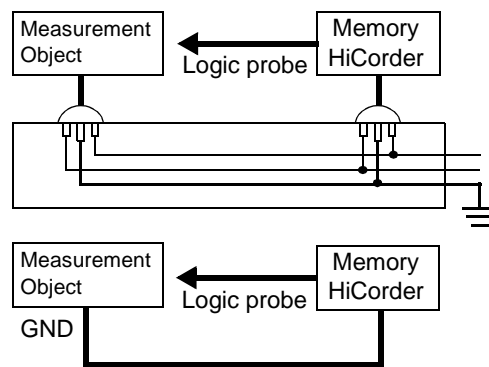 Measurement
Object
Logic probe
Memory
HiCorder
Measurement
Object
Logic probe
Memory
HiCorder
GND